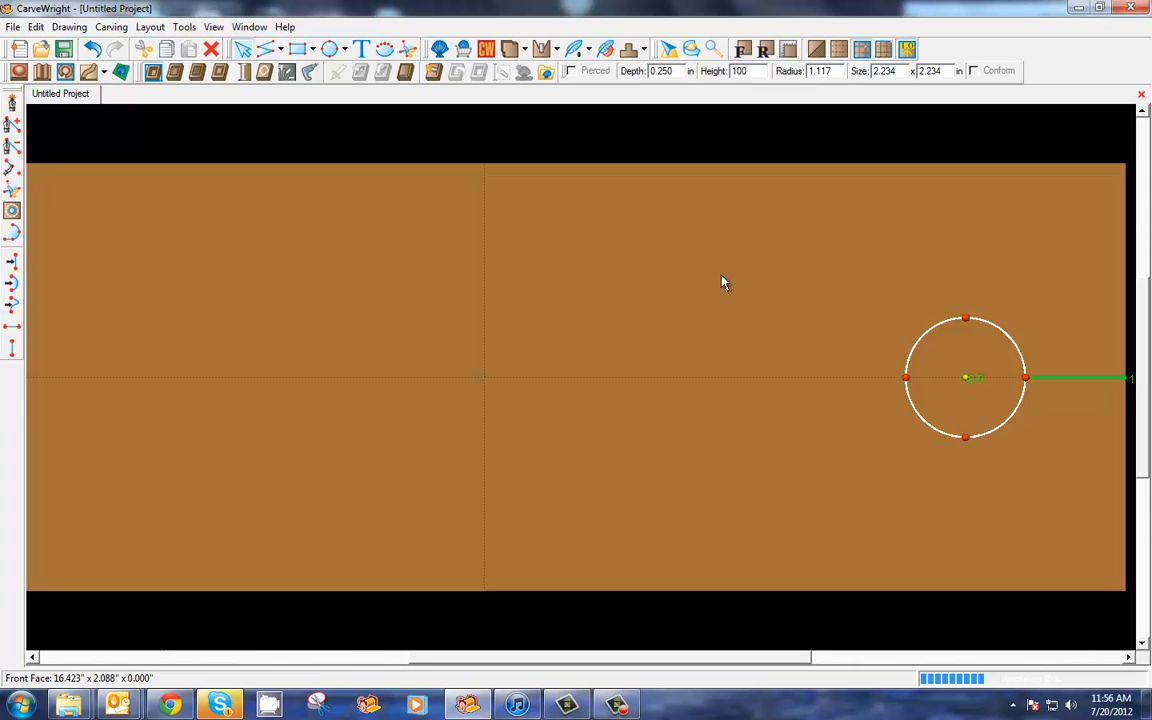 CarveWright - [Untitled Project]
File Edit Drawing Carving Layout Tools View Window Help
CW F R
Pierced Depth: 0.250 in Height: 100 Radius: 1.117 Size: 2.234 x 2.234 in Conform
Untitled Project
1
Front Face: 16.423" x 2.088" x 0.000"
11:56 AM
7/20/2012